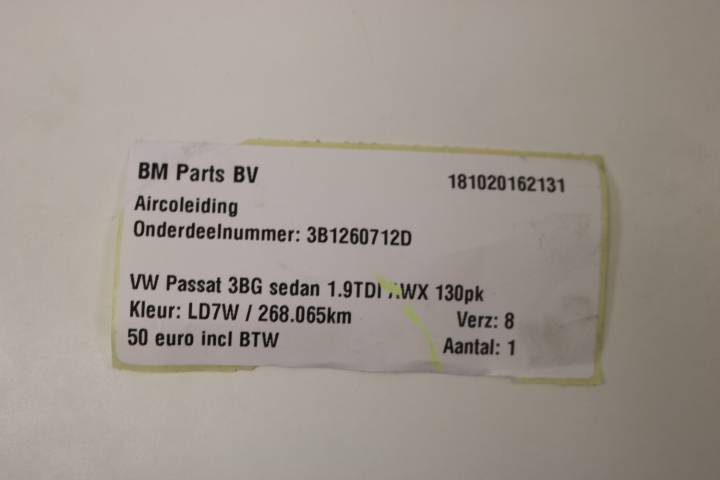 BM Parts BV 181020162131
Aircoleiding
Onderdeelnummer: 3B1260712D
VW Passat 3BG sedan 1.9TDI AWX 130pk
Kleur: LD7W / 268.065km Verz: 8
50 euro incl BTW Aantal: 1